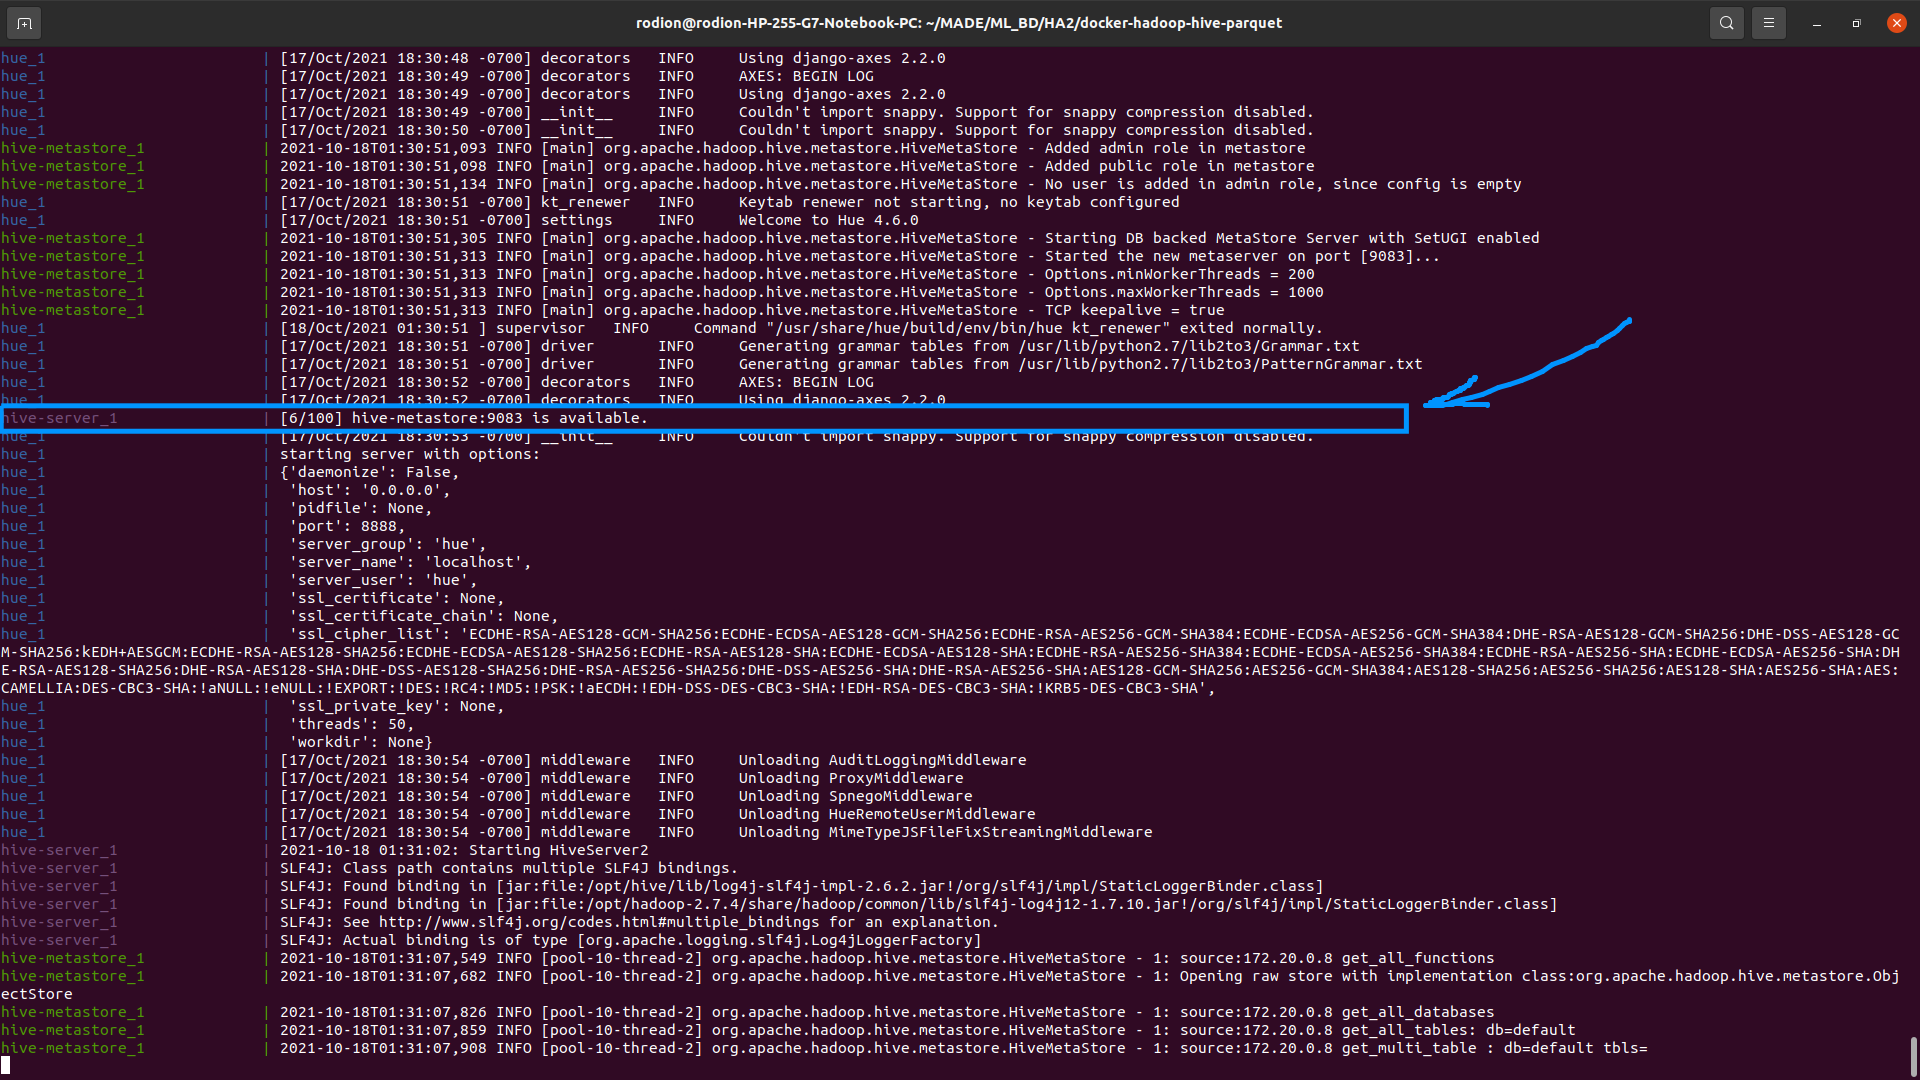 rodion@rodion-HP-255-G7-Notebook-PC: ~/MADE/ML_BD/HA2/docker-hadoop-hive-parquet
hue_1 | [17/Oct/2021 18:30:48 -0700] decorators INFO Using django-axes 2.2.0
hue_1 | [17/Oct/2021 18:30:49 -0700] decorators INFO AXES: BEGIN LOG
hue_1 | [17/Oct/2021 18:30:49 -0700] decorators INFO Using django-axes 2.2.0
hue_1 | [17/Oct/2021 18:30:49 -0700] __init__ INFO Couldn't import snappy. Support for snappy compression disabled.
hue_1 | [17/Oct/2021 18:30:50 -0700] __init__ INFO Couldn't import snappy. Support for snappy compression disabled.
hive-metastore_1 | 2021-10-18T01:30:51,093 INFO [main] org.apache.hadoop.hive.metastore.HiveMetaStore - Added admin role in metastore
hive-metastore_1 | 2021-10-18T01:30:51,098 INFO [main] org.apache.hadoop.hive.metastore.HiveMetaStore - Added public role in metastore
hive-metastore_1 | 2021-10-18T01:30:51,134 INFO [main] org.apache.hadoop.hive.metastore.HiveMetaStore - No user is added in admin role, since config is empty
hue_1 | [17/Oct/2021 18:30:51 -0700] kt_renewer INFO Keytab renewer not starting, no keytab configured
hue_1 | [17/Oct/2021 18:30:51 -0700] settings INFO Welcome to Hue 4.6.0
hive-metastore_1 | 2021-10-18T01:30:51,305 INFO [main] org.apache.hadoop.hive.metastore.HiveMetaStore - Starting DB backed MetaStore Server with SetUGI enabled
hive-metastore_1 | 2021-10-18T01:30:51,313 INFO [main] org.apache.hadoop.hive.metastore.HiveMetaStore - Started the new metaserver on port [9083]...
hive-metastore_1 | 2021-10-18T01:30:51,313 INFO [main] org.apache.hadoop.hive.metastore.HiveMetaStore - Options.minWorkerThreads = 200
hive-metastore_1 | 2021-10-18T01:30:51,313 INFO [main] org.apache.hadoop.hive.metastore.HiveMetaStore - Options.maxWorkerThreads = 1000
hive-metastore_1 | 2021-10-18T01:30:51,313 INFO [main] org.apache.hadoop.hive.metastore.HiveMetaStore - TCP keepalive = true
hue_1 | [18/Oct/2021 01:30:51 ] supervisor INFO Command "/usr/share/hue/build/env/bin/hue kt_renewer" exited normally.
hue_1 | [17/Oct/2021 18:30:51 -0700] driver INFO Generating grammar tables from /usr/lib/python2.7/lib2to3/Grammar.txt
hue_1 | [17/Oct/2021 18:30:51 -0700] driver INFO Generating grammar tables from /usr/lib/python2.7/lib2to3/PatternGrammar.txt
hue_1 | [17/Oct/2021 18:30:52 -0700] decorators INFO AXES: BEGIN LOG
hue_1 | [17/Oct/2021 18:30:52 -0700] decorators INFO Using django-axes 2.2.0
hive-server_1 | [6/100] hive-metastore:9083 is available.
hue_1 | [17/Oct/2021 18:30:53 -0700] __init__ INFO Couldn't import snappy. Support for snappy compression disabled.
hue_1 | starting server with options:
hue_1 | {'daemonize': False,
hue_1 | 'host': '0.0.0.0',
hue_1 | 'pidfile': None,
hue_1 | 'port': 8888,
hue_1 | 'server_group': 'hue',
hue_1 | 'server_name': 'localhost',
hue_1 | 'server_user': 'hue',
hue_1 | 'ssl_certificate': None,
hue_1 | 'ssl_certificate_chain': None,
hue_1 | 'ssl_cipher_list': 'ECDHE-RSA-AES128-GCM-SHA256:ECDHE-ECDSA-AES128-GCM-SHA256:ECDHE-RSA-AES256-GCM-SHA384:ECDHE-ECDSA-AES256-GCM-SHA384:DHE-RSA-AES128-GCM-SHA256:DHE-DSS-AES128-GC
M-SHA256:kEDH+AESGCM:ECDHE-RSA-AES128-SHA256:ECDHE-ECDSA-AES128-SHA256:ECDHE-RSA-AES128-SHA:ECDHE-ECDSA-AES128-SHA:ECDHE-RSA-AES256-SHA384:ECDHE-ECDSA-AES256-SHA384:ECDHE-RSA-AES256-SHA:ECDHE-ECDSA-AES256-SHA:DH
E-RSA-AES128-SHA256:DHE-RSA-AES128-SHA:DHE-DSS-AES128-SHA256:DHE-RSA-AES256-SHA256:DHE-DSS-AES256-SHA:DHE-RSA-AES256-SHA:AES128-GCM-SHA256:AES256-GCM-SHA384:AES128-SHA256:AES256-SHA256:AES128-SHA:AES256-SHA:AES:
CAMELLIA:DES-CBC3-SHA:!aNULL:!eNULL:!EXPORT:!DES:!RC4:!MD5:!PSK:!aECDH:!EDH-DSS-DES-CBC3-SHA:!EDH-RSA-DES-CBC3-SHA:!KRB5-DES-CBC3-SHA',
hue_1 | 'ssl_private_key': None,
hue_1 | 'threads': 50,
hue_1 | 'workdir': None}
hue_1 | [17/Oct/2021 18:30:54 -0700] middleware INFO Unloading AuditLoggingMiddleware
hue_1 | [17/Oct/2021 18:30:54 -0700] middleware INFO Unloading ProxyMiddleware
hue_1 | [17/Oct/2021 18:30:54 -0700] middleware INFO Unloading SpnegoMiddleware
hue_1 | [17/Oct/2021 18:30:54 -0700] middleware INFO Unloading HueRemoteUserMiddleware
hue_1 | [17/Oct/2021 18:30:54 -0700] middleware INFO Unloading MimeTypeJSFileFixStreamingMiddleware
hive-server_1 | 2021-10-18 01:31:02: Starting HiveServer2
hive-server_1 | SLF4J: Class path contains multiple SLF4J bindings.
hive-server_1 | SLF4J: Found binding in [jar:file:/opt/hive/lib/log4j-slf4j-impl-2.6.2.jar!/org/slf4j/impl/StaticLoggerBinder.class]
hive-server_1 | SLF4J: Found binding in [jar:file:/opt/hadoop-2.7.4/share/hadoop/common/lib/slf4j-log4j12-1.7.10.jar!/org/slf4j/impl/StaticLoggerBinder.class]
hive-server_1 | SLF4J: See http://www.slf4j.org/codes.html#multiple_bindings for an explanation.
hive-server_1 | SLF4J: Actual binding is of type [org.apache.logging.slf4j.Log4jLoggerFactory]
hive-metastore_1 | 2021-10-18T01:31:07,549 INFO [pool-10-thread-2] org.apache.hadoop.hive.metastore.HiveMetaStore - 1: source:172.20.0.8 get_all_functions
hive-metastore_1 | 2021-10-18T01:31:07,682 INFO [pool-10-thread-2] org.apache.hadoop.hive.metastore.HiveMetaStore - 1: Opening raw store with implementation class:org.apache.hadoop.hive.metastore.Obj
ectStore
hive-metastore_1 | 2021-10-18T01:31:07,826 INFO [pool-10-thread-2] org.apache.hadoop.hive.metastore.HiveMetaStore - 1: source:172.20.0.8 get_all_databases
hive-metastore_1 | 2021-10-18T01:31:07,859 INFO [pool-10-thread-2] org.apache.hadoop.hive.metastore.HiveMetaStore - 1: source:172.20.0.8 get_all_tables: db=default
hive-metastore_1 | 2021-10-18T01:31:07,908 INFO [pool-10-thread-2] org.apache.hadoop.hive.metastore.HiveMetaStore - 1: source:172.20.0.8 get_multi_table : db=default tbls=